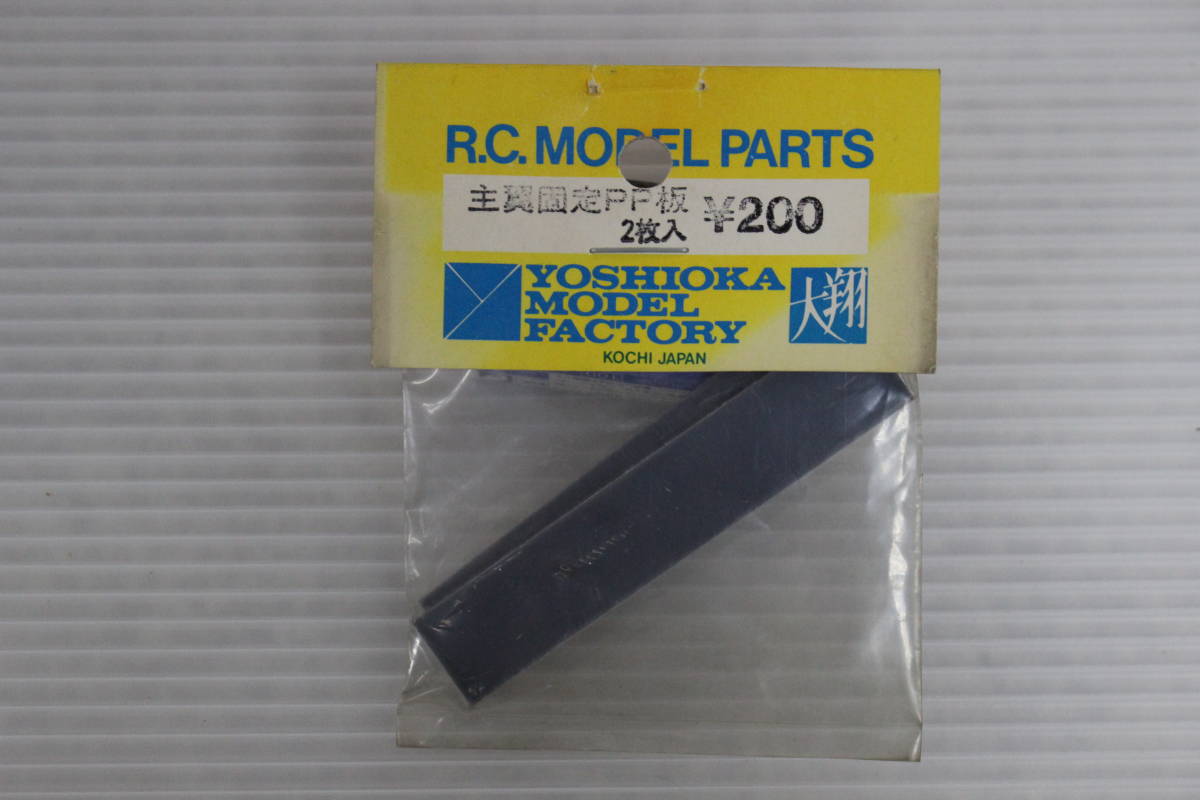 R.C. MODEL PARTS
主翼固定PP板 ¥200
2枚入
YOSHIOKA
MODEL
FACTORY
大翔
KOCHI JAPAN